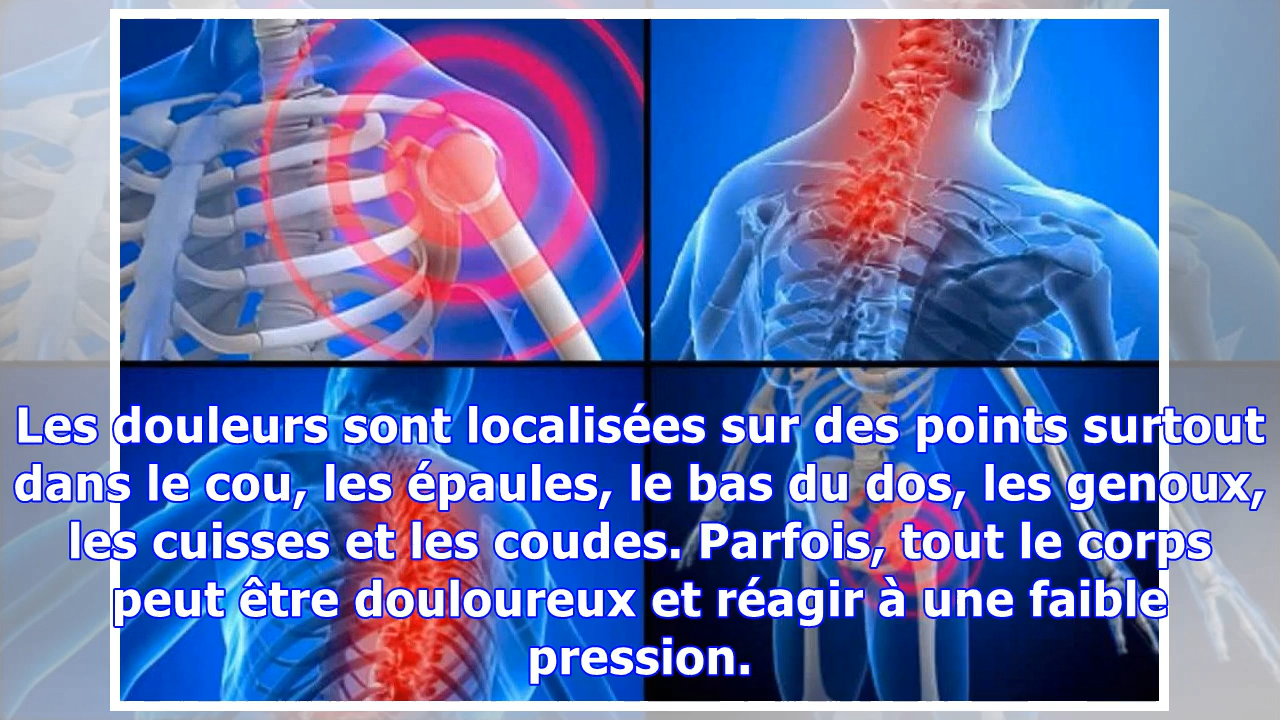 Les douleurs sont localisées sur des points surtout
dans le cou, les épaules, le bas du dos, les genoux,
les cuisses et les coudes. Parfois, tout le corps
peut être douloureux et réagir à une faible
pression.